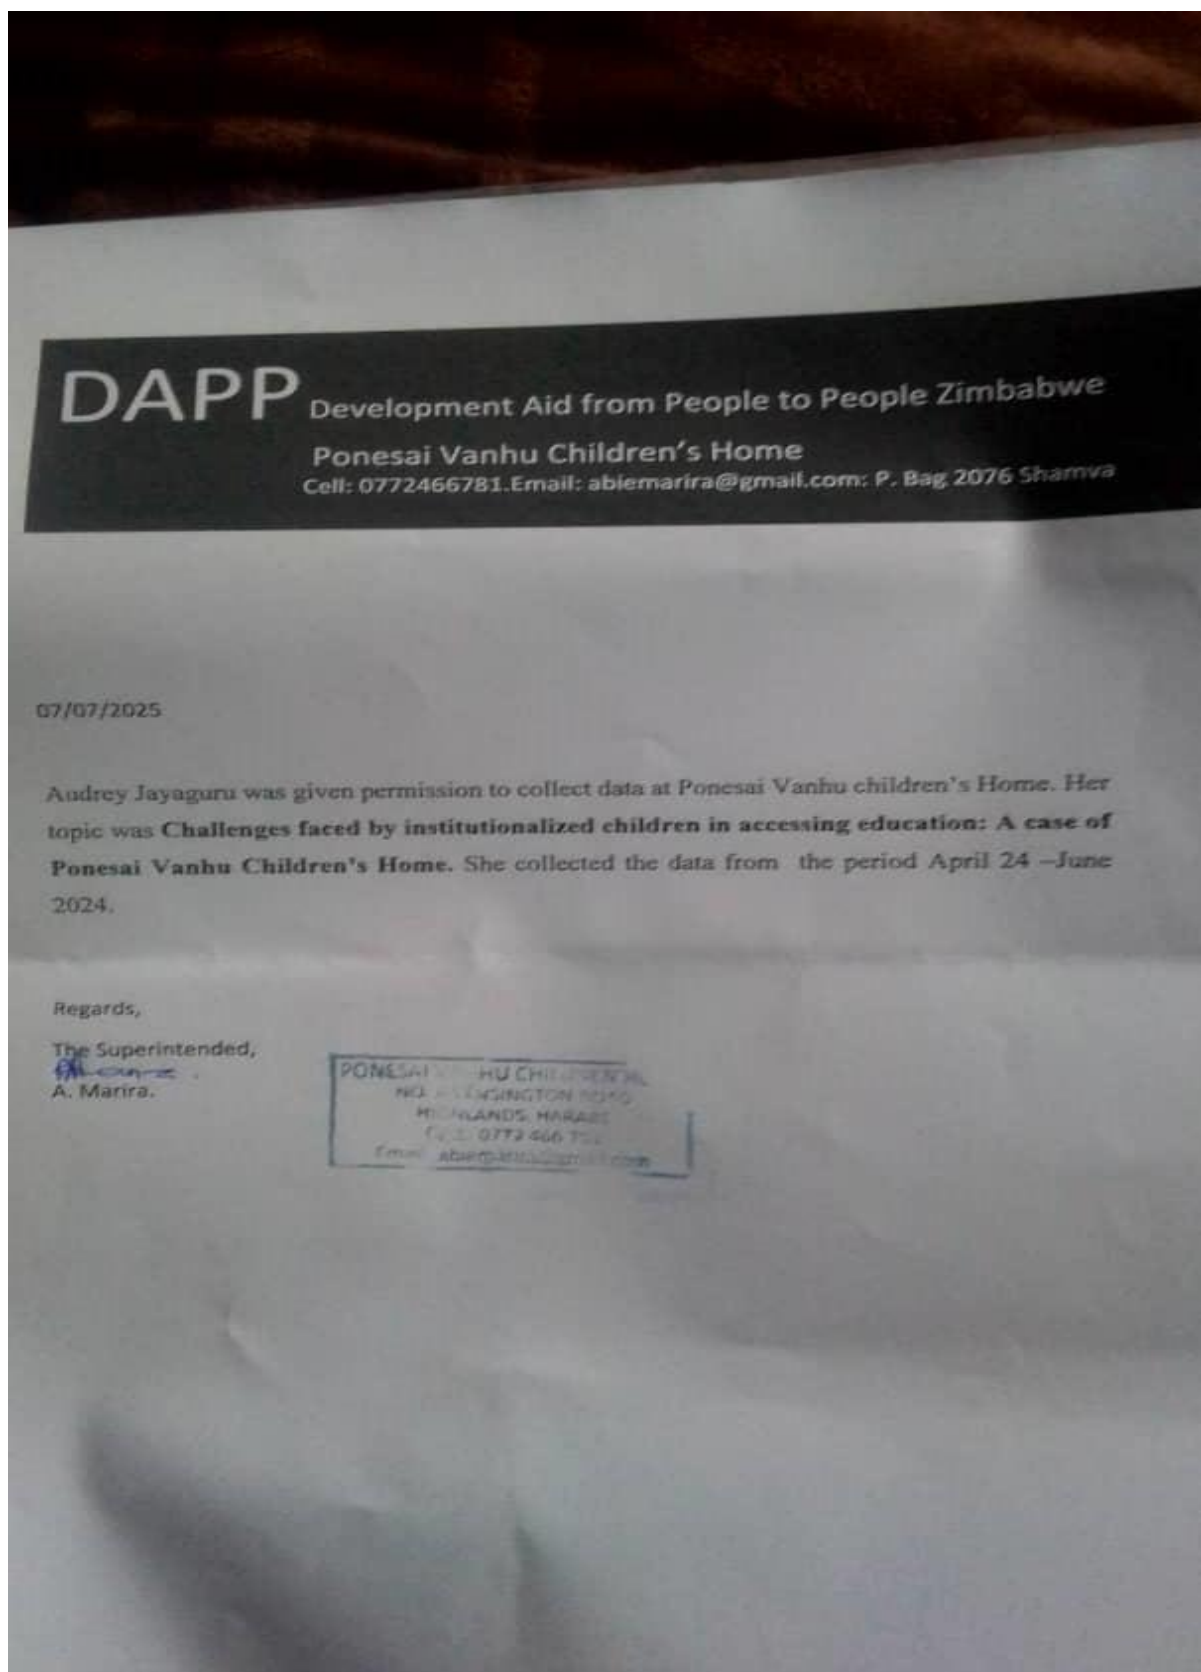 DAPP Development Aid from People to People Zimbabwe
Ponesai Vanhu Children's Home
Cell: 0772466781.Email: abiemarira@gmail.com: P. Bag 2076 Shamva
07/07/2025
Audrey Jayaguru was given permission to collect data at Ponesai Vanhu children's Home. Her
topic was Challenges faced by institutionalized children in accessing education: A case of
Ponesai Vanhu Children's Home. She collected the data from the period April 24 –June
2024.
Regards,
The Superintended,
A. Marira.
PONESAI
HIGHLANDS, HARARE
0772 466
Email